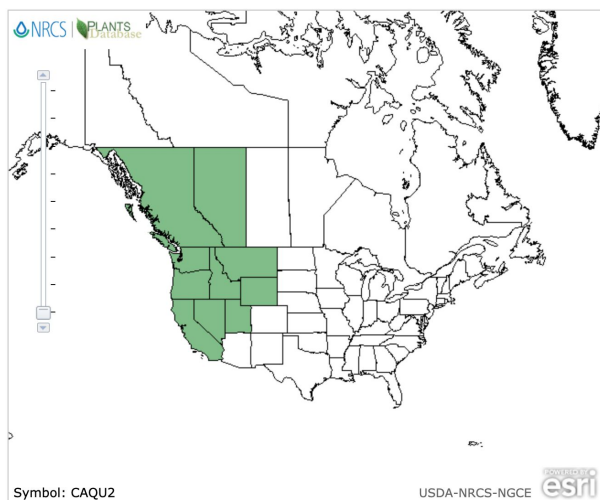 NRCS | PLANTS
Database
Symbol: CAQU2
USDA-NRCS-NGCE
POWERED BY
esri